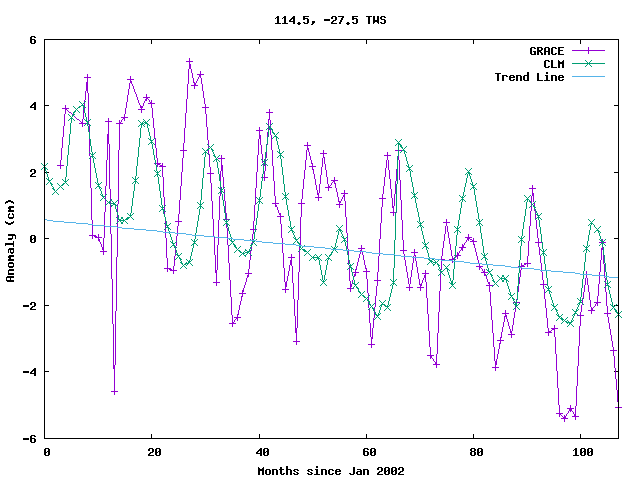 114.5, -27.5 TWS
GRACE
CLM
Trend Line
6
4
2
0
-2
-4
-6
Anomaly (cm)
0 20 40 60 80 100
Months since Jan 2002